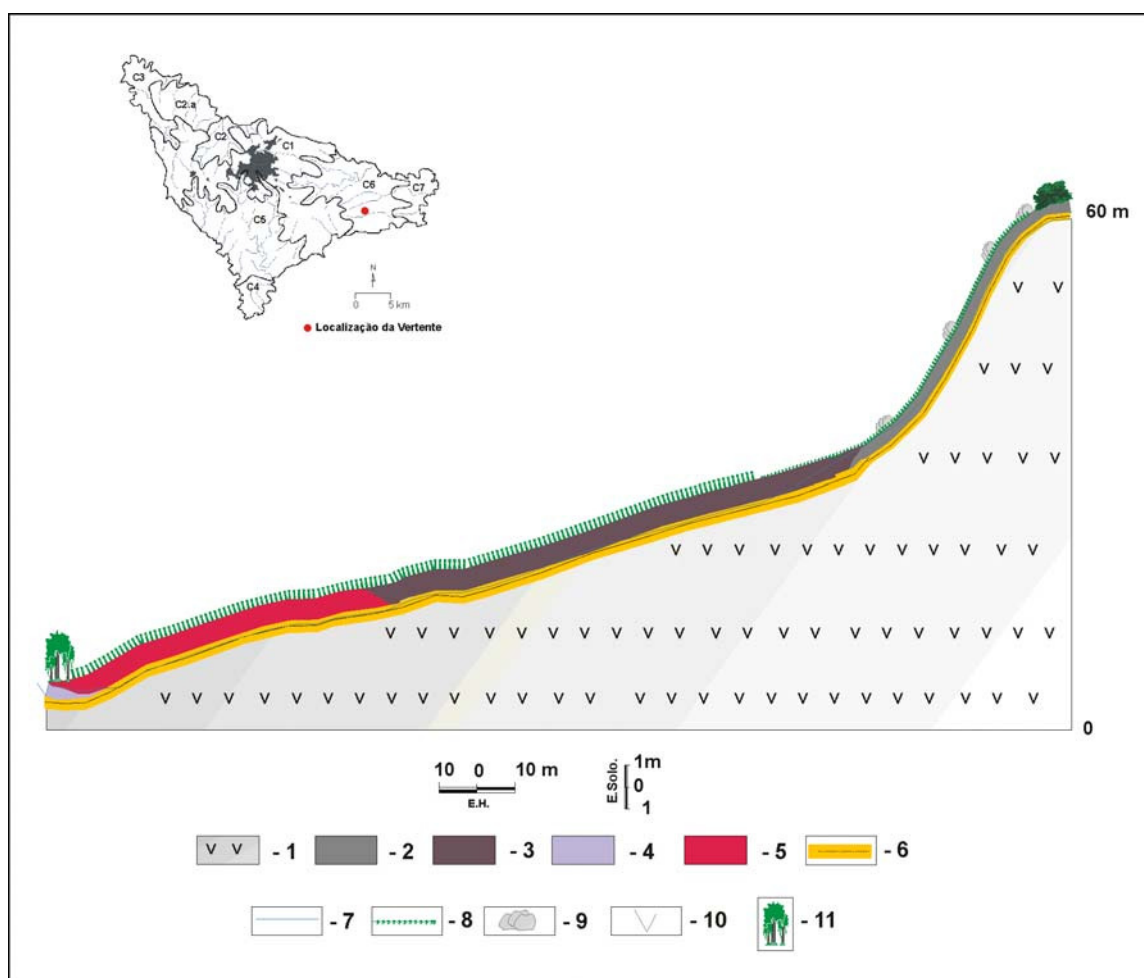 C3
C2.a
C2
C1
C6
C7
C5
C4
N
0 5 km
Localização da Vertente
60 m
0
10 0 10 m
E.H.
E.Solo.
1m
0
1
- 1
- 2
- 3
- 4
- 5
- 6
- 7
- 8
- 9
- 10
- 11